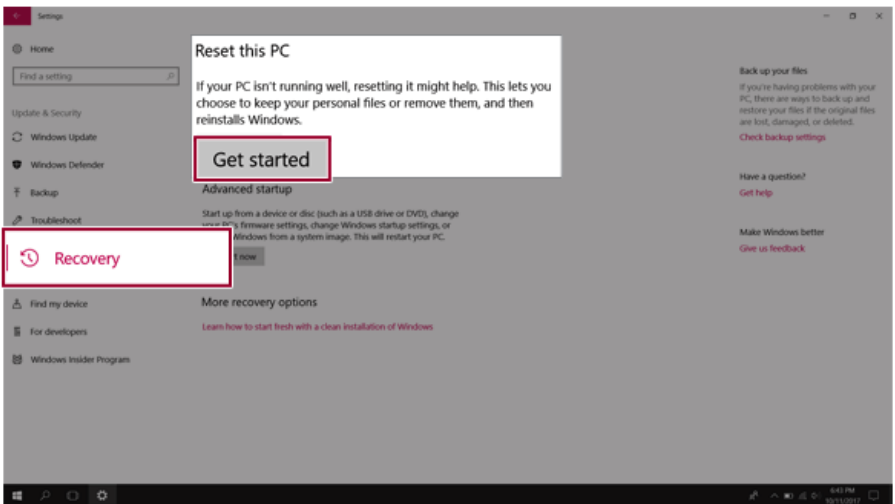 Settings
Home
Find a setting
Update & Security
Windows Update
Windows Defender
Backup
Troubleshoot
Recovery
Find my device
For developers
Windows Insider Program
Reset this PC
If your PC isn't running well, resetting it might help. This lets you
choose to keep your personal files or remove them, and then
reinstalls Windows.
Get started
Advanced startup
Start up from a device or disc (such as a USB drive or DVD), change
your PC's firmware settings, change Windows startup settings, or
Windows from a system image. This will restart your PC.
now
More recovery options
Learn how to start fresh with a clean installation of Windows
Back up your files
If you're having problems with your
PC, there are ways to back up and
restore your files if the original files
are lost, damaged, or deleted.
Check backup settings
Have a question?
Get help
Make Windows better
Give us feedback
6:43 PM
10/11/2017